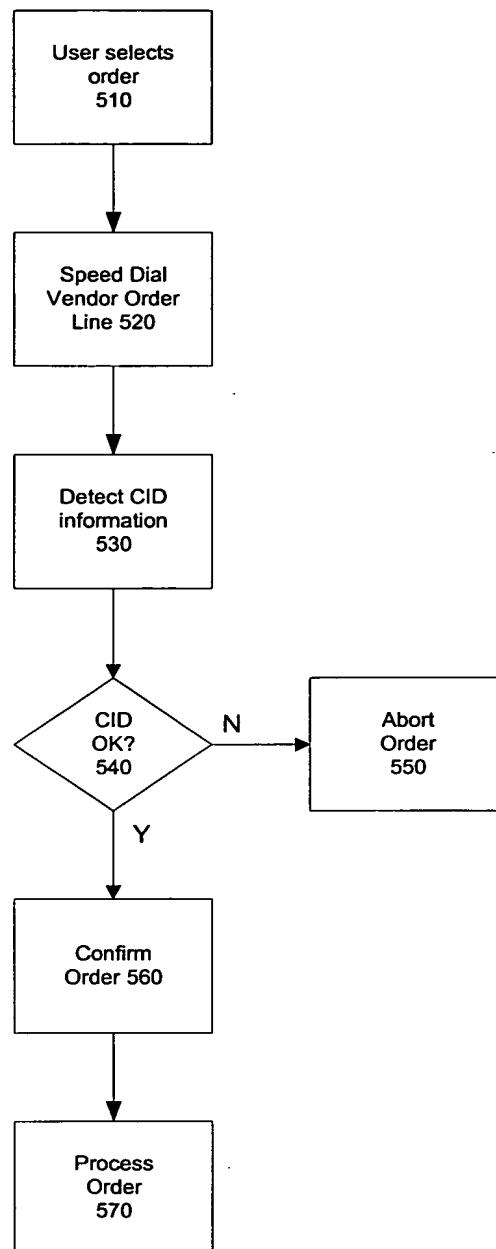 User selects
order
510
Speed Dial
Vendor Order
Line 520
Detect CID
information
530
CID
OK?
540
N
Abort
Order
550
Y
Confirm
Order 560
Process
Order
570